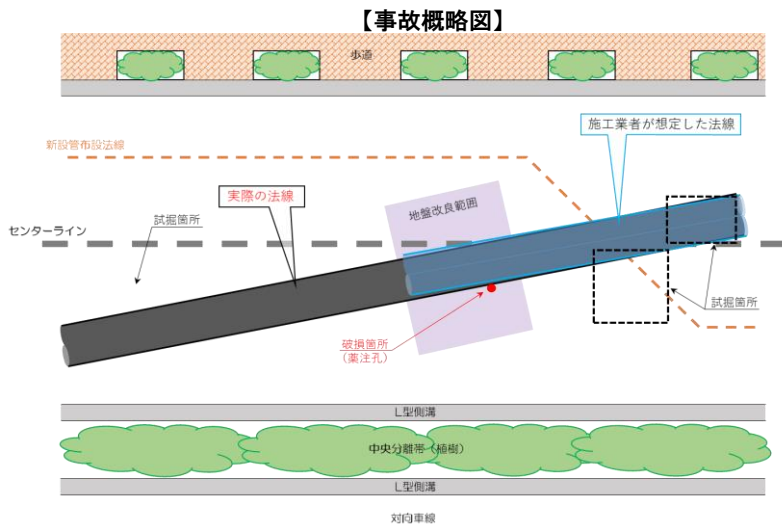 【事故概略図】
歩道
施工業者が想定した法線
新設管布設法線
実際の法線
地盤改良範囲
試掘箇所
センターライン
試掘箇所
破損箇所
（薬注孔）
L型側溝
中央分離帯（植樹）
L型側溝
対向車線